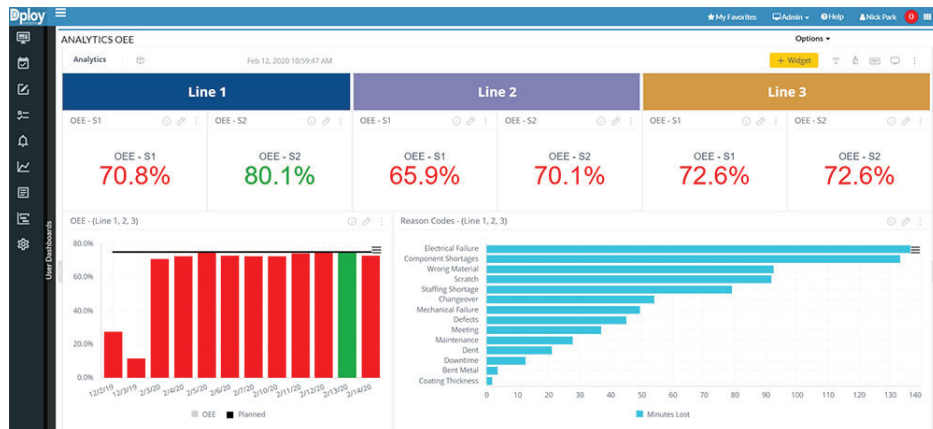 Dploy
My Favorites Admin Help Nick Park 0
ANALYTICS OEE Options
Analytics Feb 12, 2020 10:59:47 AM + Widget T
Line 1 Line 2 Line 3
OEE - S1 OEE - S2 OEE - S1 OEE - S2 OEE - S1 OEE - S2
OEE - S1 OEE - S2 OEE - S1 OEE - S2 OEE - S1 OEE - S2
70.8% 80.1% 65.9% 70.1% 72.6% 72.6%
User Dashboards
OEE - (Line 1, 2, 3)
80.0%
60.0%
40.0%
20.0%
0.0%
12/2/19 12/3/19 2/3/20 2/4/20 2/5/20 2/6/20 2/7/20 2/10/20 2/11/20 2/12/20 2/13/20 2/14/20
OEE Planned
Reason Codes - (Line 1, 2, 3)
Electrical Failure
Component Shortages
Wrong Material
Scratch
Staffing Shortage
Changeover
Mechanical Failure
Defects
Meeting
Maintenance
Dent
Downtime
Bent Metal
Coating Thickness
0 10 20 30 40 50 60 70 80 90 100 110 120 130 140
Minutes Lost